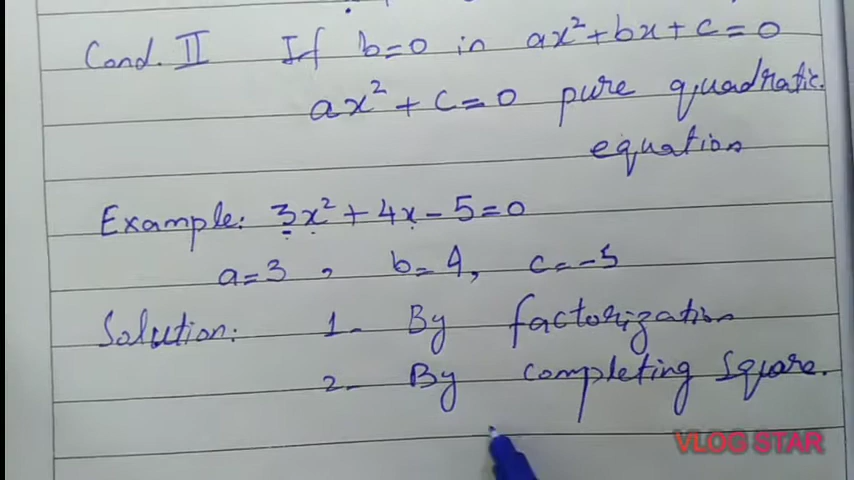 Cond. II If b=0 in ax²+bx+c=0
ax²+c=0 pure quadratic
equation
Example: 3x²+4x-5=0
a=3, b=4, c=-5
Solution: 1- By factorization
2- By completing Square.
VLOG STAR